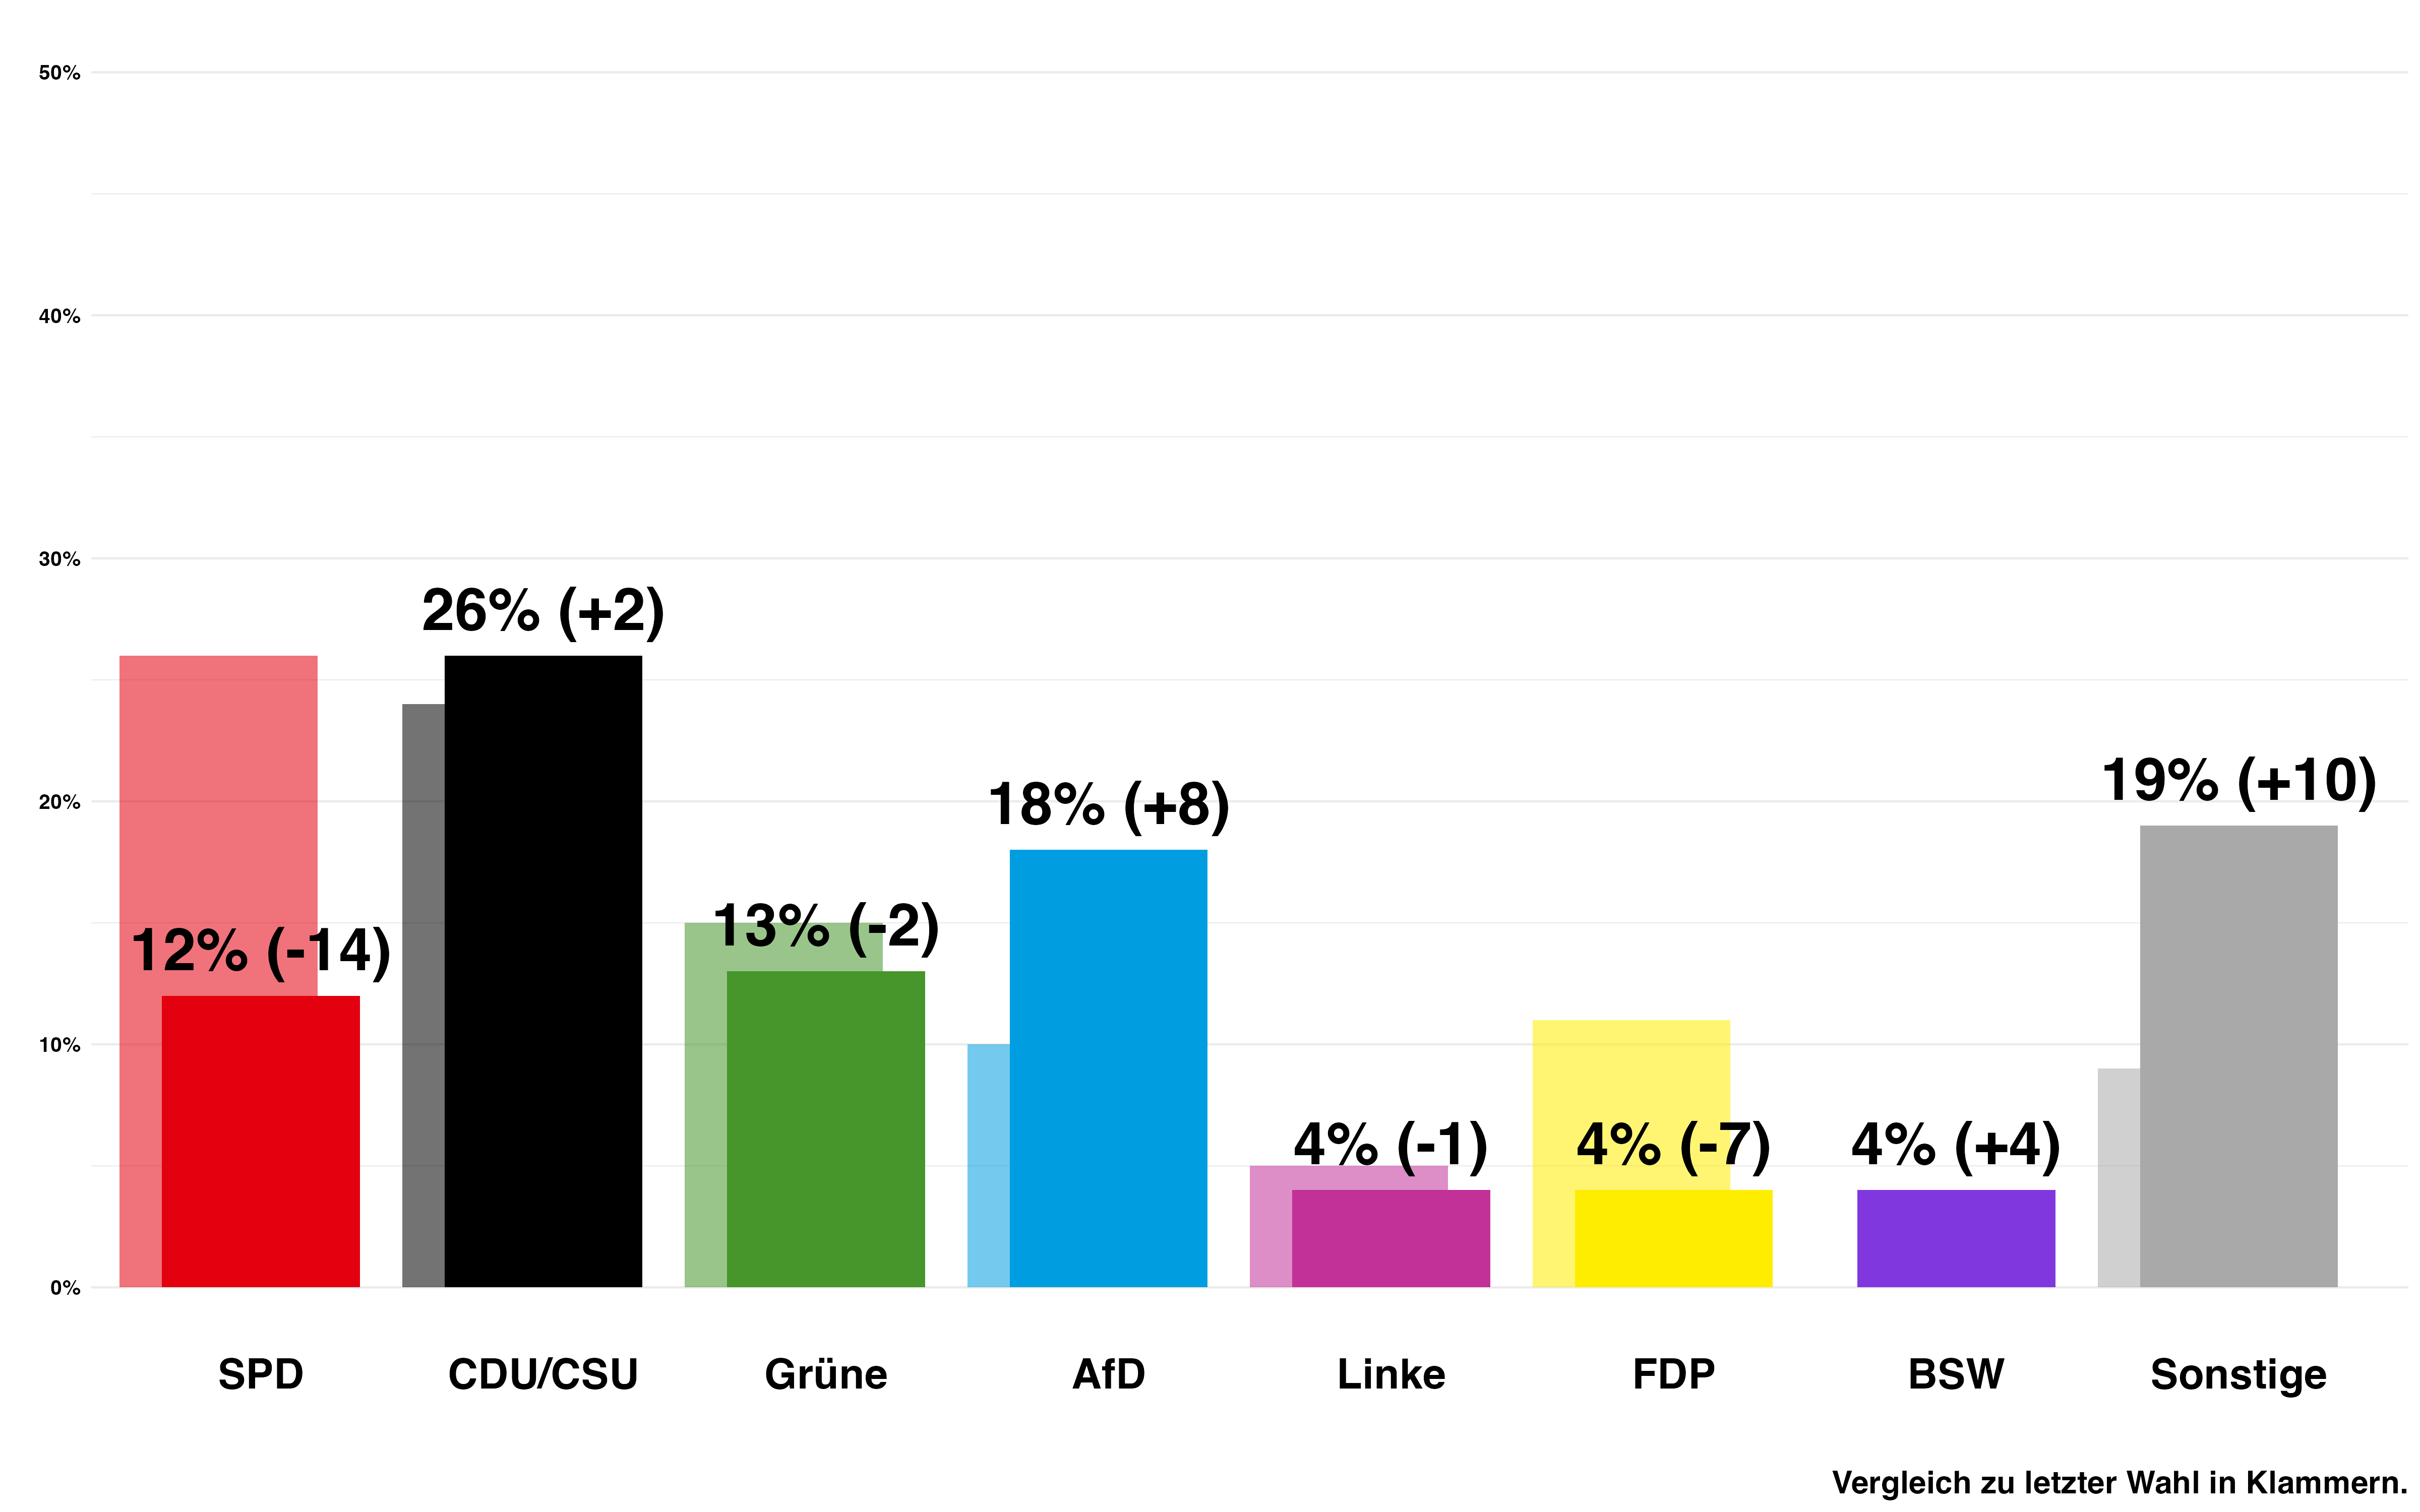 50%
40%
30%
20%
10%
0%
12% (-14)
26% (+2)
13% (-2)
18% (+8)
4% (-1)
4% (-7)
4% (+4)
19% (+10)
SPD
CDU/CSU
Grüne
AfD
Linke
FDP
BSW
Sonstige
Vergleich zu letzter Wahl in Klammern.